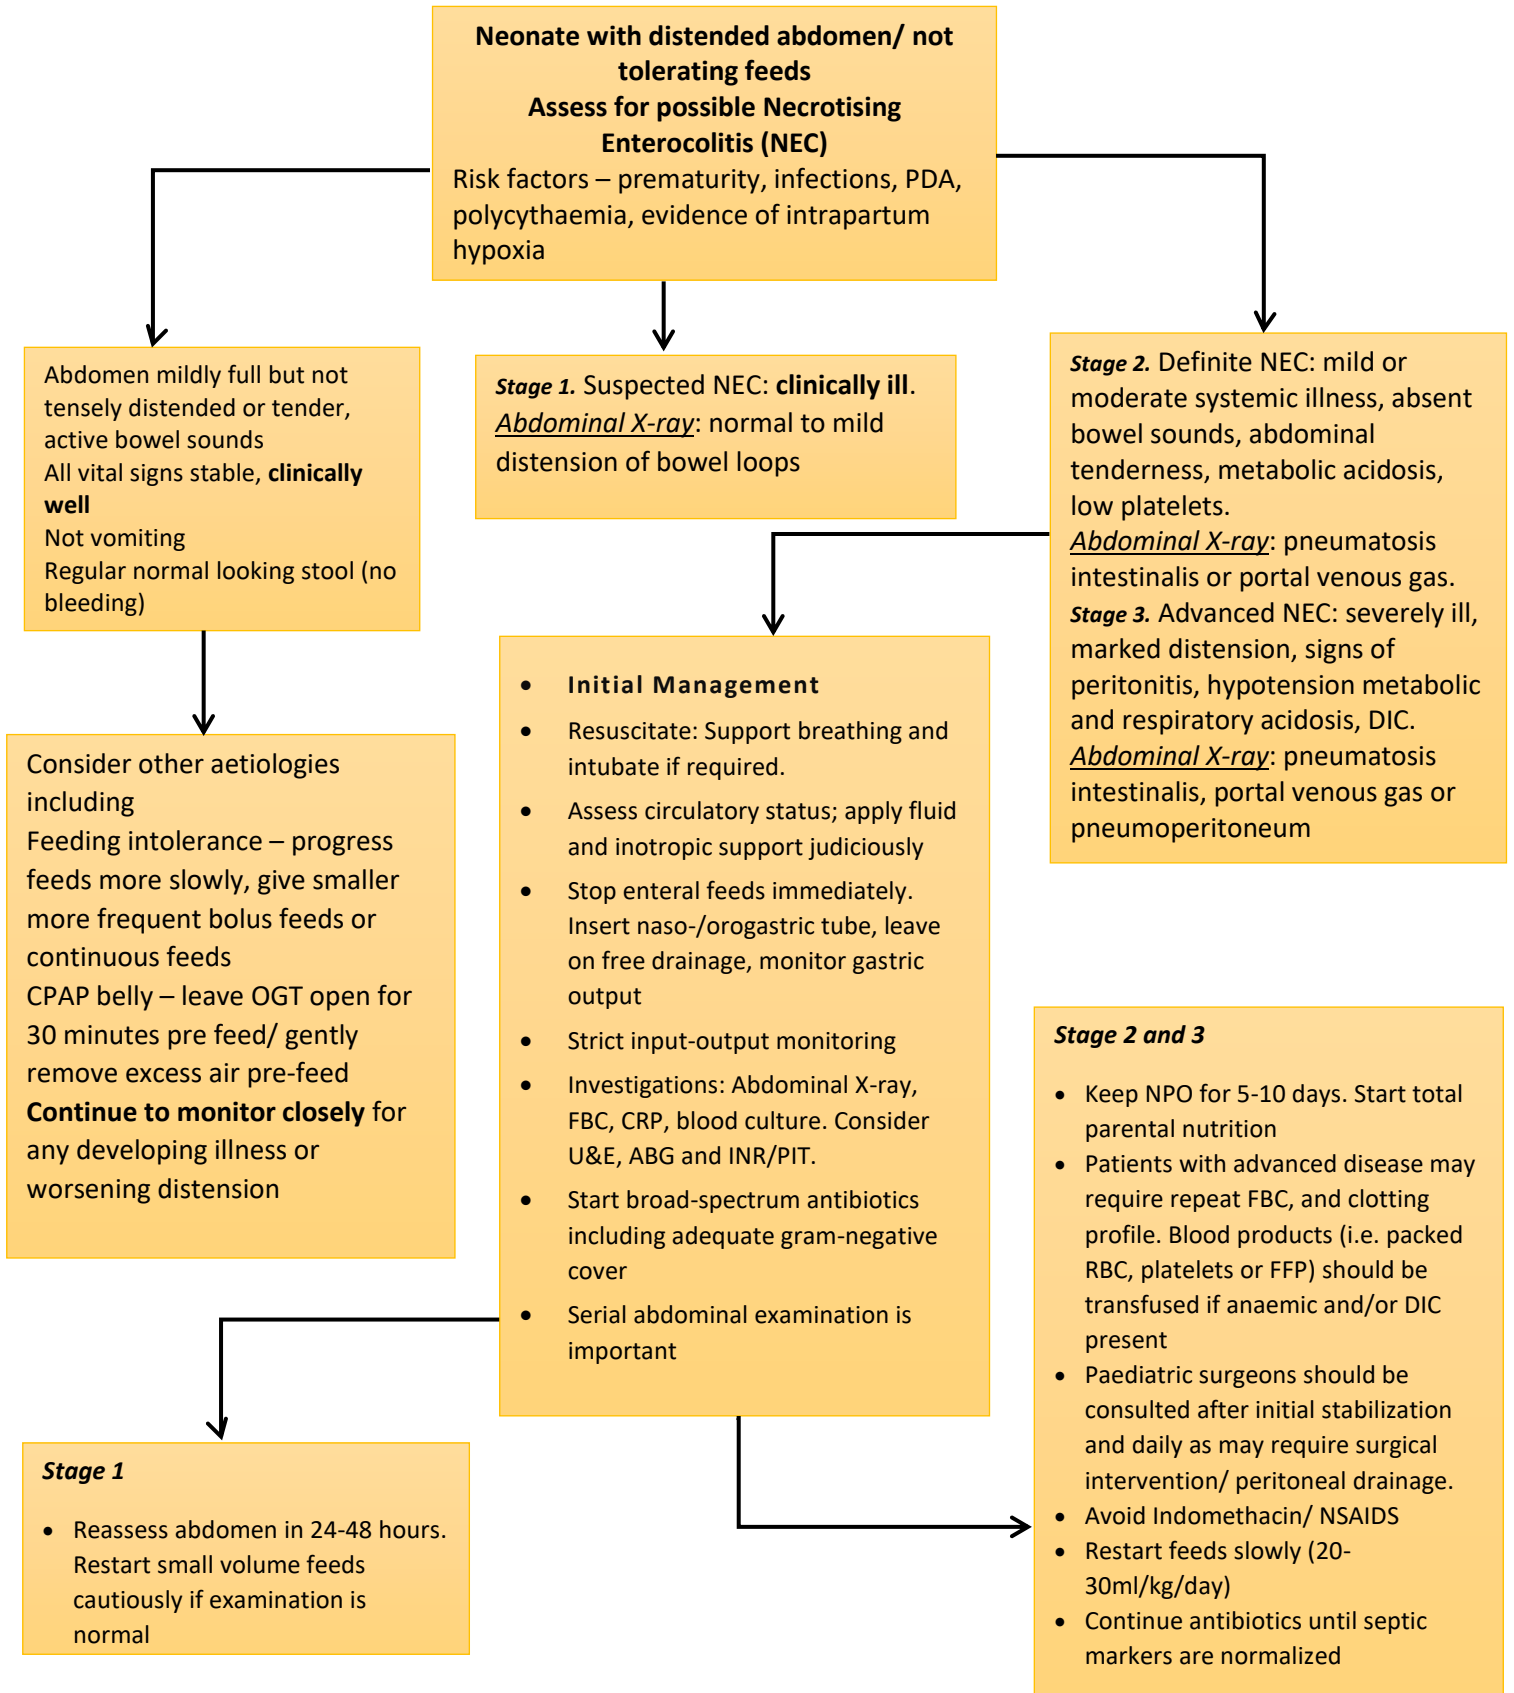 Neonate with distended abdomen/ not
tolerating feeds
Assess for possible Necrotising
Enterocolitis (NEC)
Risk factors – prematurity, infections, PDA,
polycythaemia, evidence of intrapartum
hypoxia
Abdomen mildly full but not
tensely distended or tender,
active bowel sounds
All vital signs stable, clinically
well
Not vomiting
Regular normal looking stool (no
bleeding)
Stage 1. Suspected NEC: clinically ill.
Abdominal X-ray: normal to mild
distension of bowel loops
Stage 2. Definite NEC: mild or
moderate systemic illness, absent
bowel sounds, abdominal
tenderness, metabolic acidosis,
low platelets.
Abdominal X-ray: pneumatosis
intestinalis or portal venous gas.
Stage 3. Advanced NEC: severely ill,
marked distension, signs of
peritonitis, hypotension metabolic
and respiratory acidosis, DIC.
Abdominal X-ray: pneumatosis
intestinalis, portal venous gas or
pneumoperitoneum
Consider other aetiologies
including
Feeding intolerance – progress
feeds more slowly, give smaller
more frequent bolus feeds or
continuous feeds
CPAP belly – leave OGT open for
30 minutes pre feed/ gently
remove excess air pre-feed
Continue to monitor closely for
any developing illness or
worsening distension
• Initial Management
• Resuscitate: Support breathing and
intubate if required.
• Assess circulatory status; apply fluid
and inotropic support judiciously
• Stop enteral feeds immediately.
Insert naso-/orogastric tube, leave
on free drainage, monitor gastric
output
• Strict input-output monitoring
• Investigations: Abdominal X-ray,
FBC, CRP, blood culture. Consider
U&E, ABG and INR/PIT.
• Start broad-spectrum antibiotics
including adequate gram-negative
cover
• Serial abdominal examination is
important
Stage 1
• Reassess abdomen in 24-48 hours.
Restart small volume feeds
cautiously if examination is
normal
Stage 2 and 3
• Keep NPO for 5-10 days. Start total
parental nutrition
• Patients with advanced disease may
require repeat FBC, and clotting
profile. Blood products (i.e. packed
RBC, platelets or FFP) should be
transfused if anaemic and/or DIC
present
• Paediatric surgeons should be
consulted after initial stabilization
and daily as may require surgical
intervention/ peritoneal drainage.
• Avoid Indomethacin/ NSAIDS
• Restart feeds slowly (20-
30ml/kg/day)
• Continue antibiotics until septic
markers are normalized